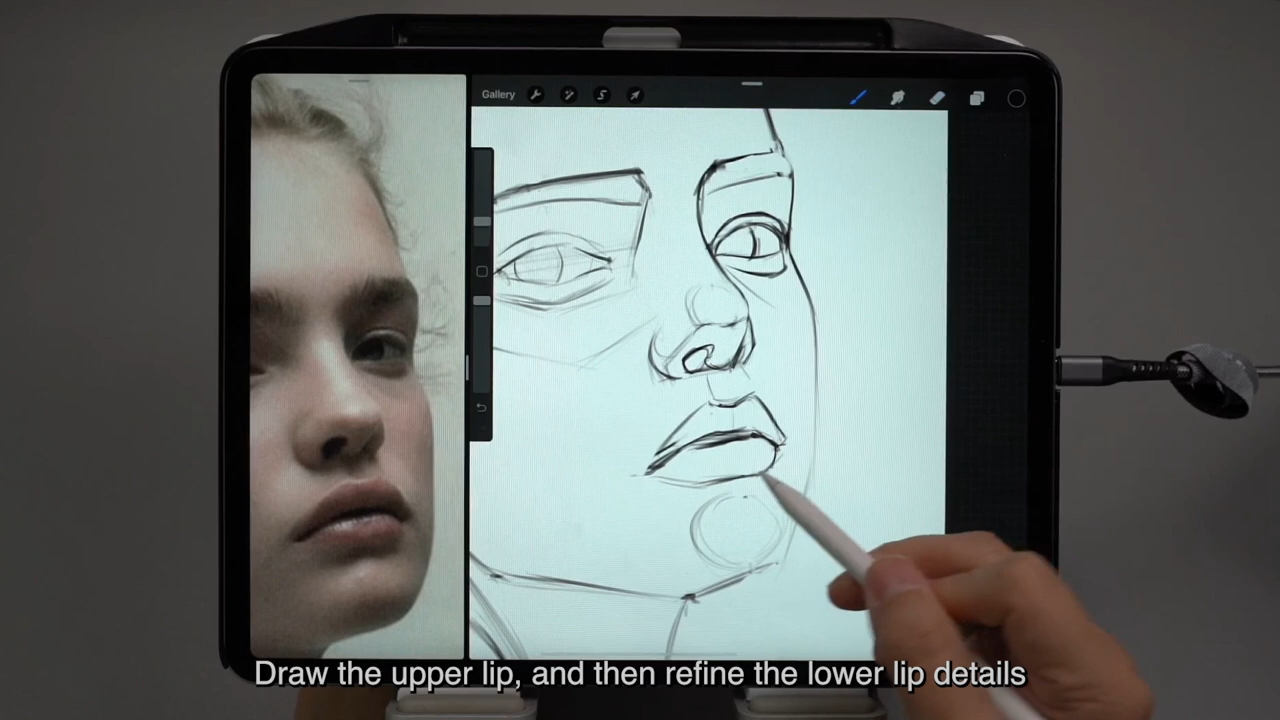 Gallery
Draw the upper lip, and then refine the lower lip details